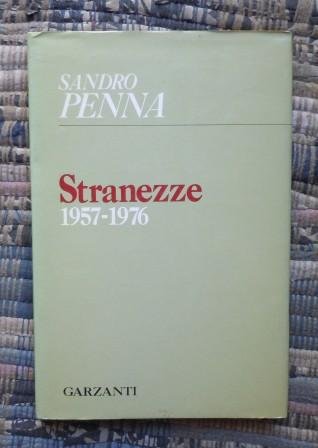 SANDRO
PENNA
Stranezze
1957-1976
GARZANTI